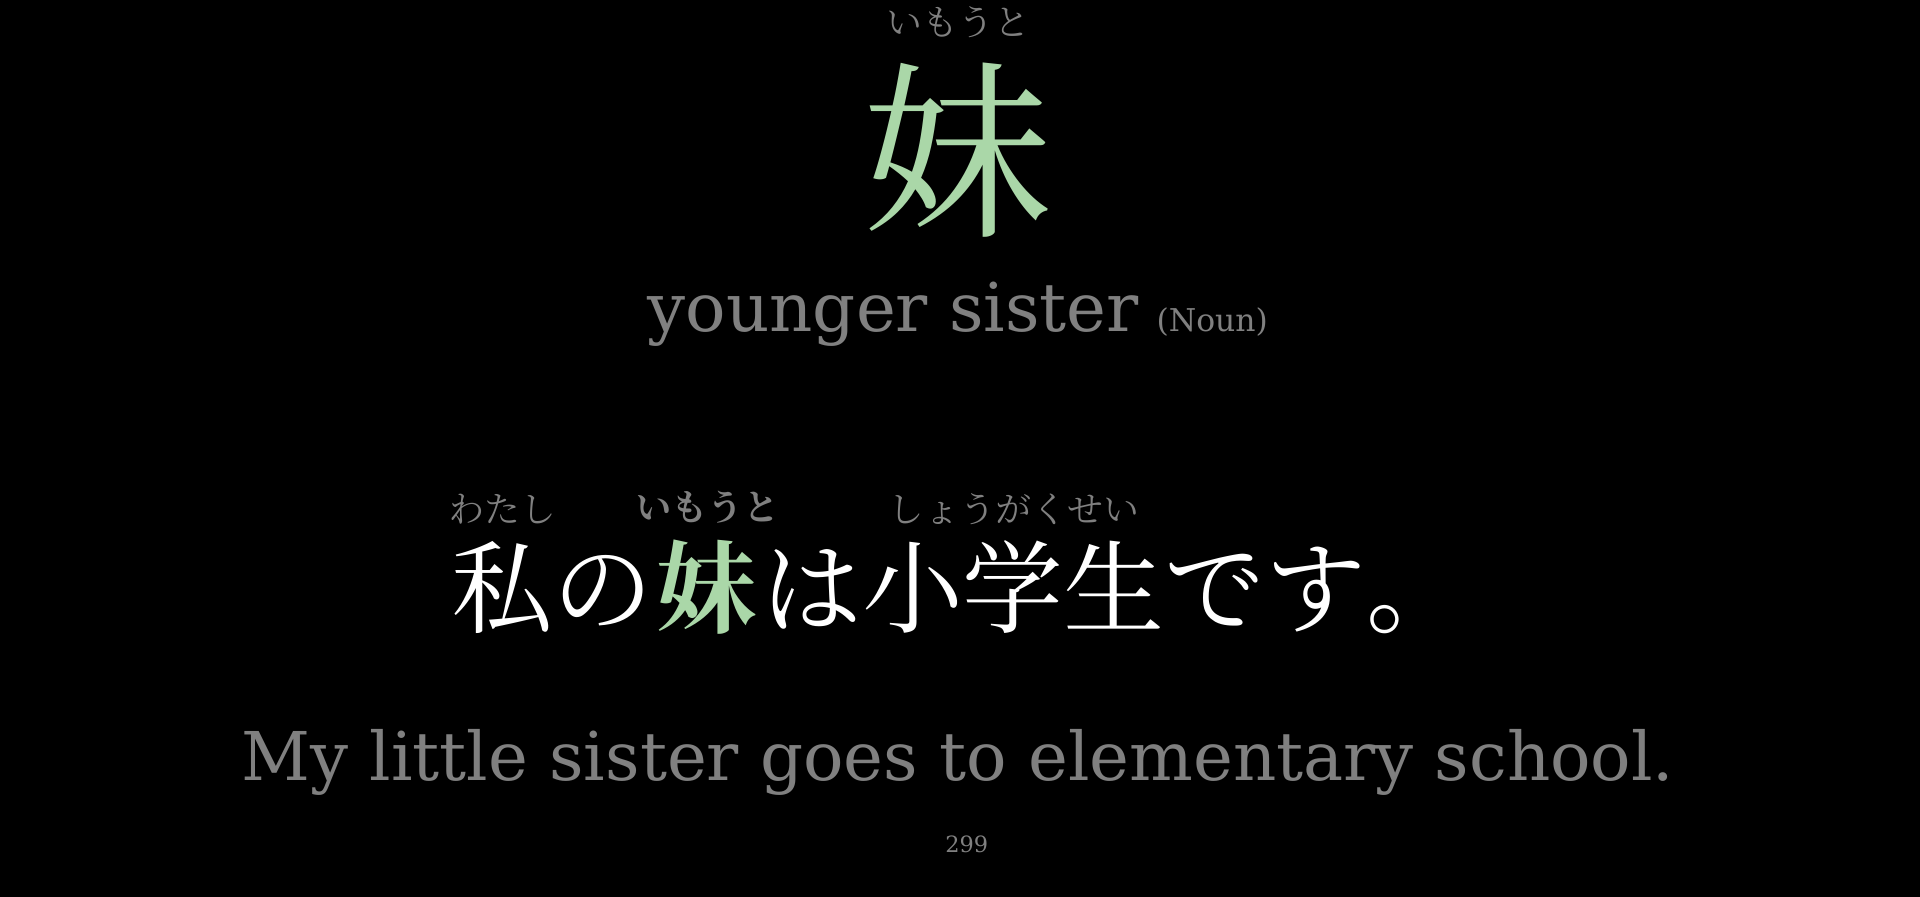 いもうと
妹
younger sister (Noun)
わたし いもうと しょうがくせい
私の妹は小学生です。
My little sister goes to elementary school.
299